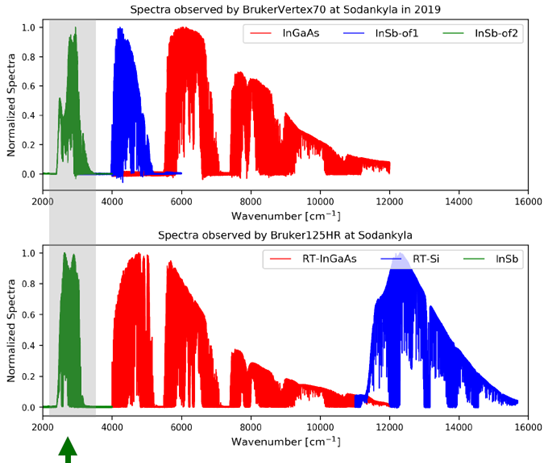 Spectra observed by BrukerVertex70 at Sodankyla in 2019
InGaAs InSb-of1 InSb-of2
Normalized Spectra
1.0
0.8
0.6
0.4
0.2
0.0
2000 4000 6000 8000 10000 12000 14000 16000
Wavenumber [cm⁻¹]
Spectra observed by Bruker125HR at Sodankyla
RT-InGaAs RT-Si InSb
Normalized Spectra
1.0
0.8
0.6
0.4
0.2
0.0
2000 4000 6000 8000 10000 12000 14000 16000
Wavenumber [cm⁻¹]